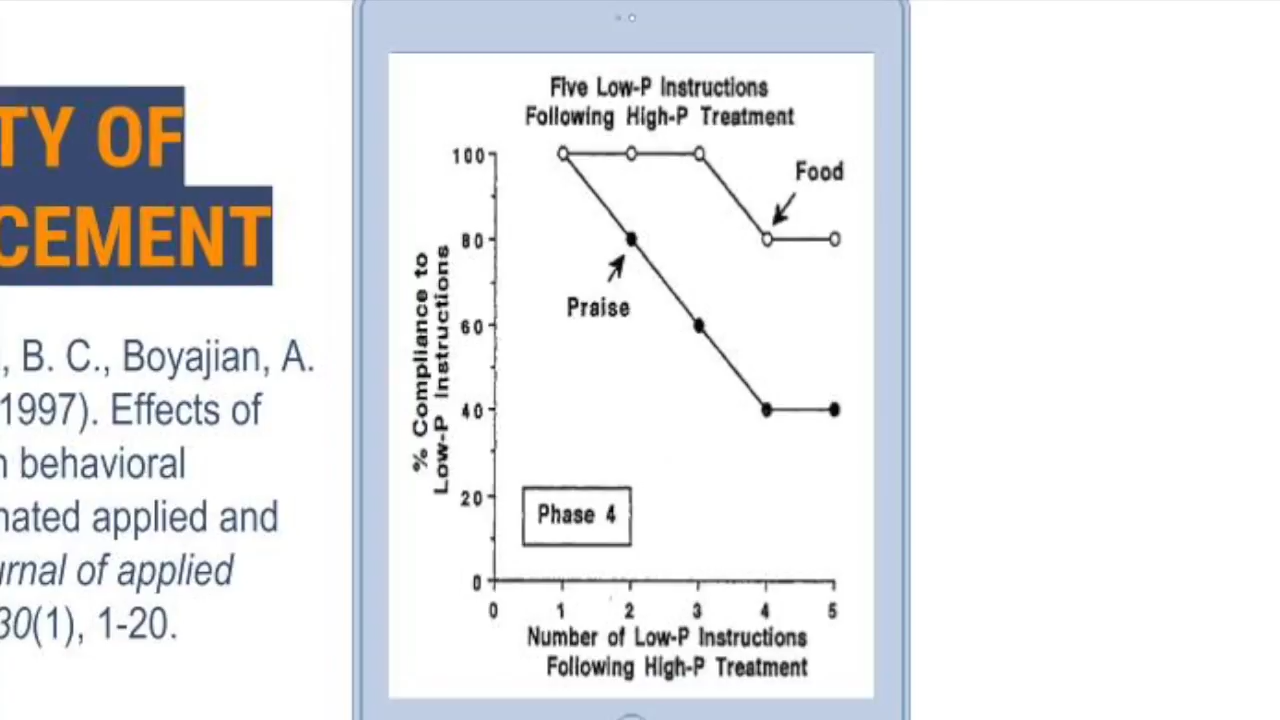 TY OF
CEMENT
, B. C., Boyajian, A.
1997). Effects of
behavioral
nated applied and
urnal of applied
30(1), 1-20.
Five Low-P Instructions
Following High-P Treatment
100
80
60
40
20
0
% Compliance to
Low-P Instructions
Food
Praise
Phase 4
0 1 2 3 4 5
Number of Low-P Instructions
Following High-P Treatment